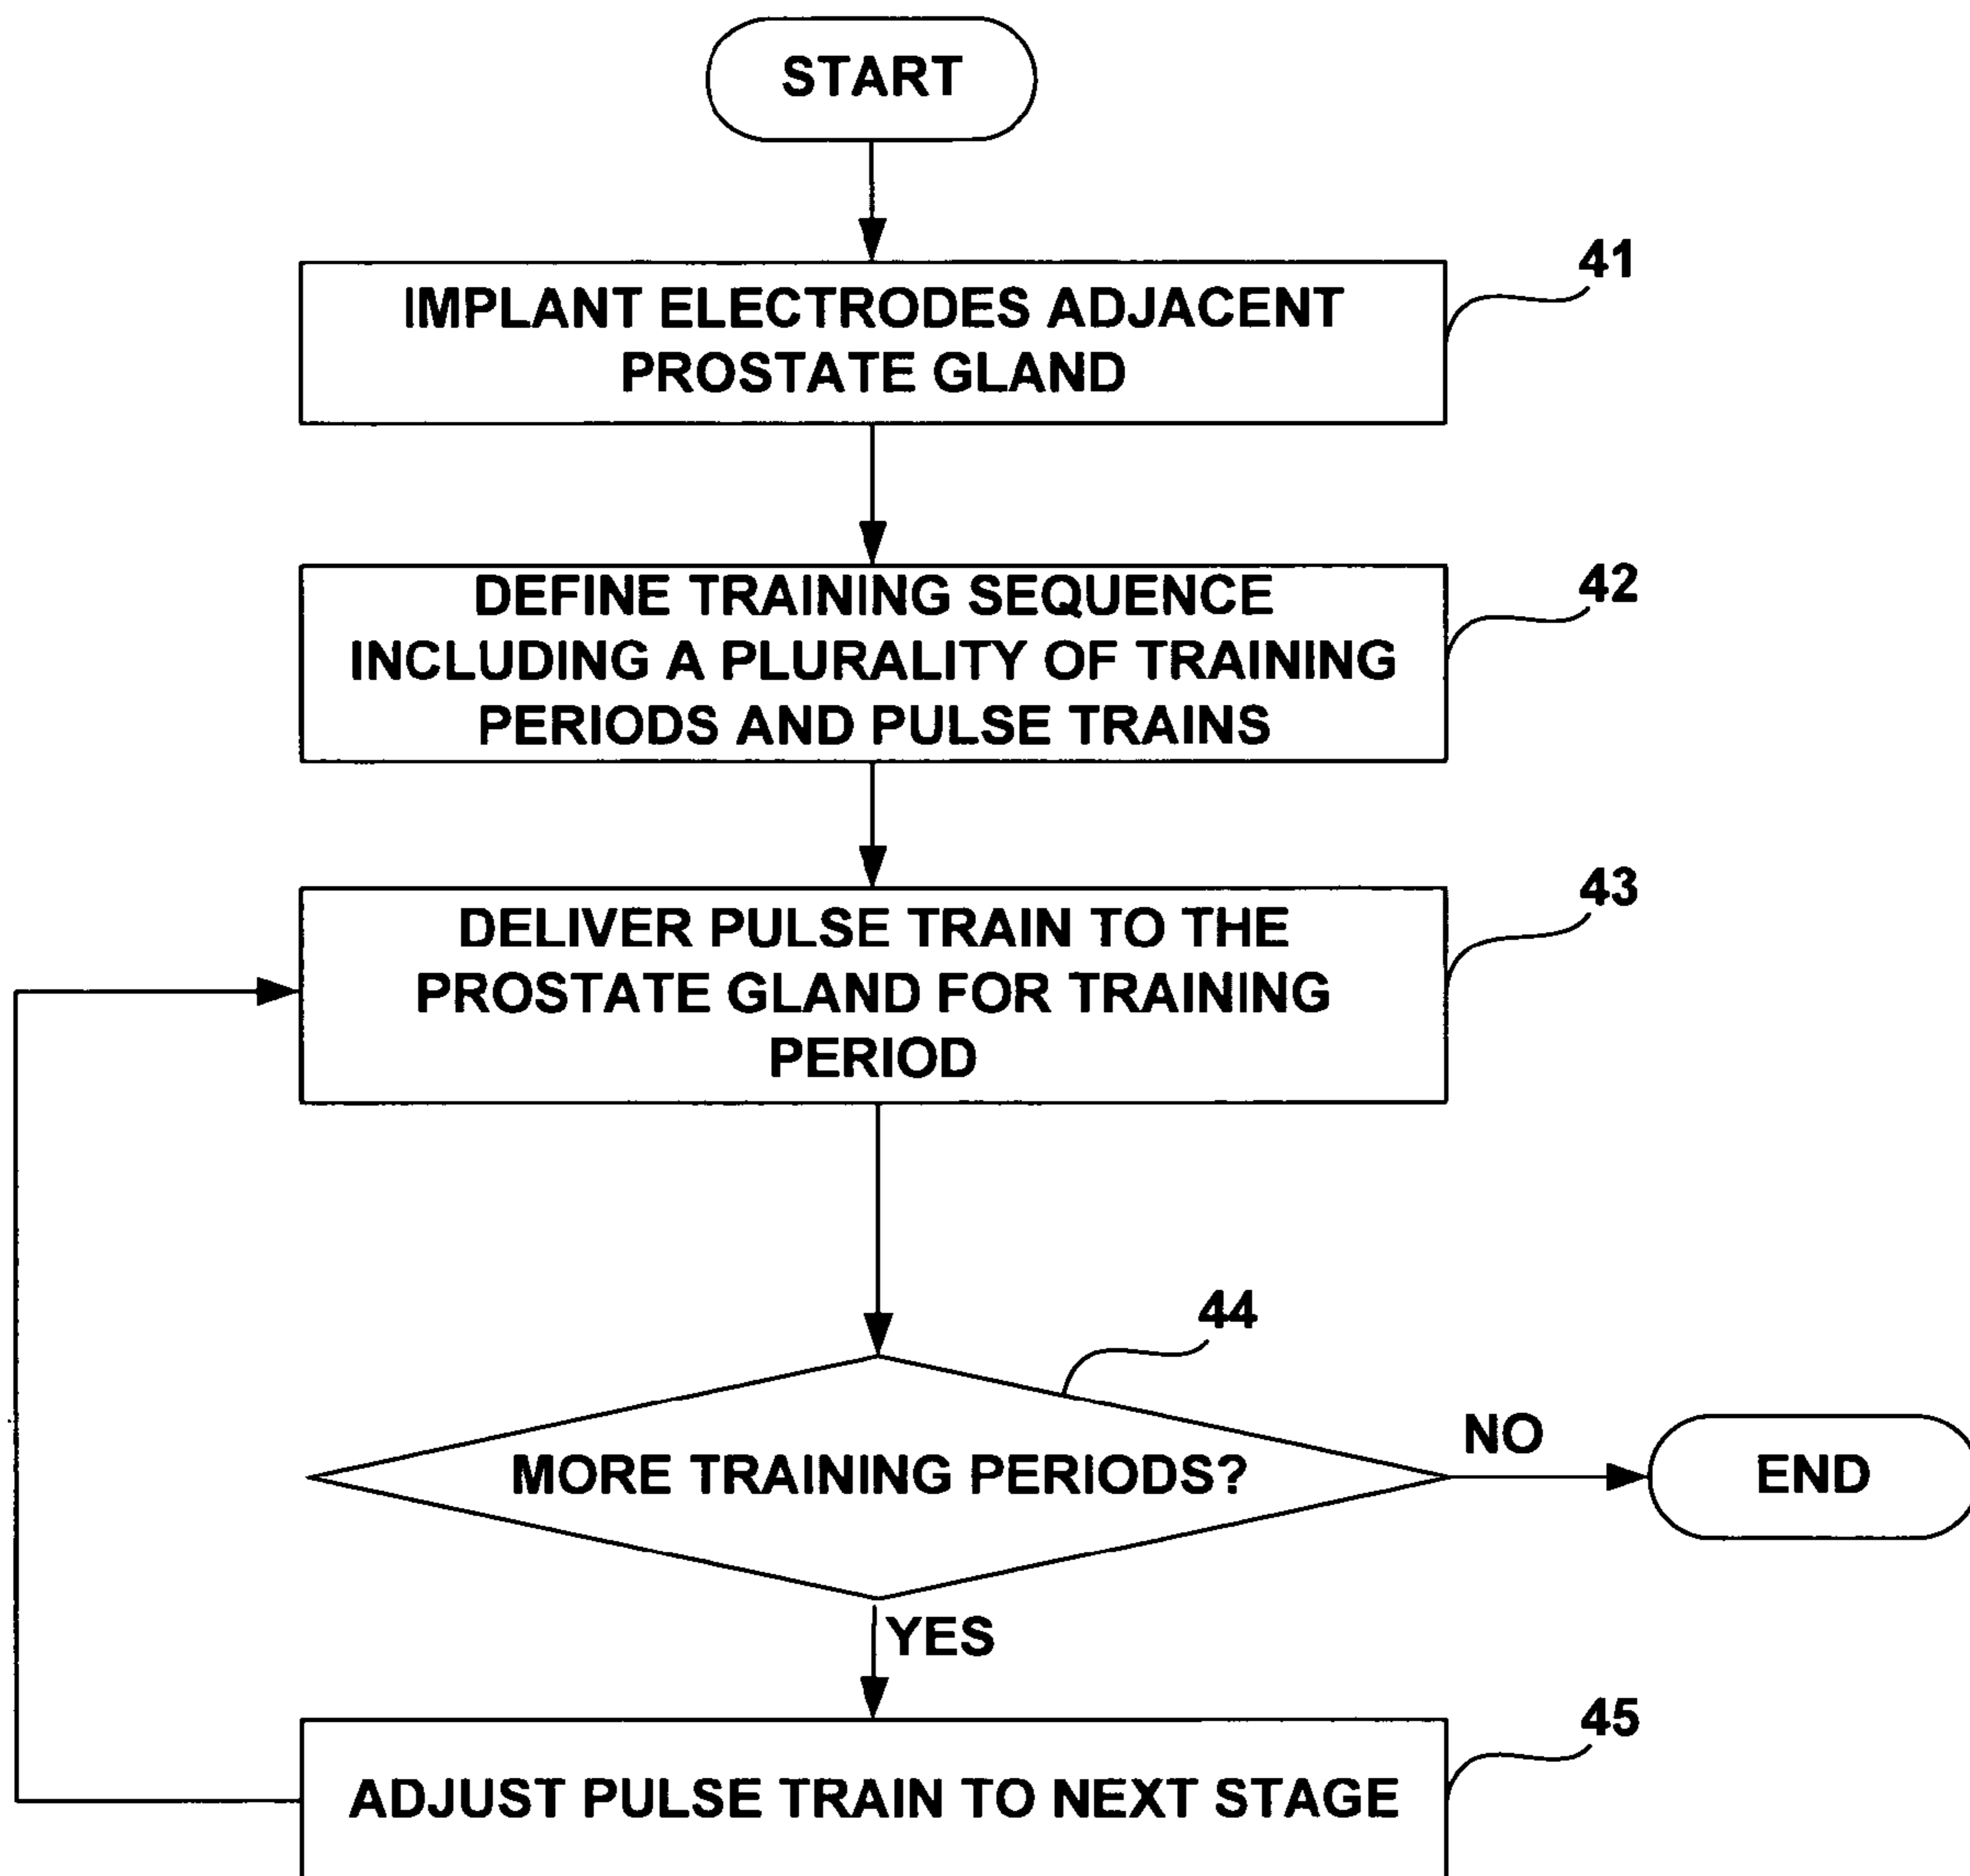 START
41
IMPLANT ELECTRODES ADJACENT
PROSTATE GLAND
42
DEFINE TRAINING SEQUENCE
INCLUDING A PLURALITY OF TRAINING
PERIODS AND PULSE TRAINS
43
DELIVER PULSE TRAIN TO THE
PROSTATE GLAND FOR TRAINING
PERIOD
44
MORE TRAINING PERIODS?
NO
END
YES
45
ADJUST PULSE TRAIN TO NEXT STAGE